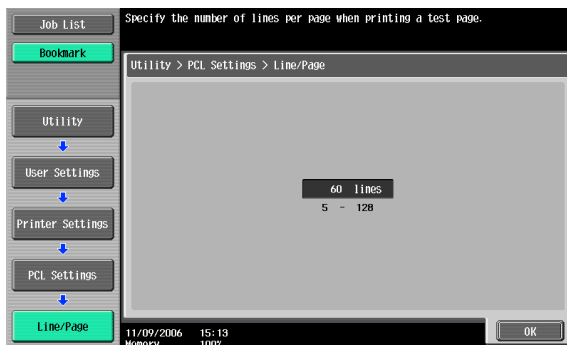 Job List
Bookmark
Utility
User Settings
Printer Settings
PCL Settings
Line/Page
Specify the number of lines per page when printing a test page.
Utility > PCL Settings > Line/Page
60 lines
5 - 128
11/09/2006 15:13
Memory 100%
OK